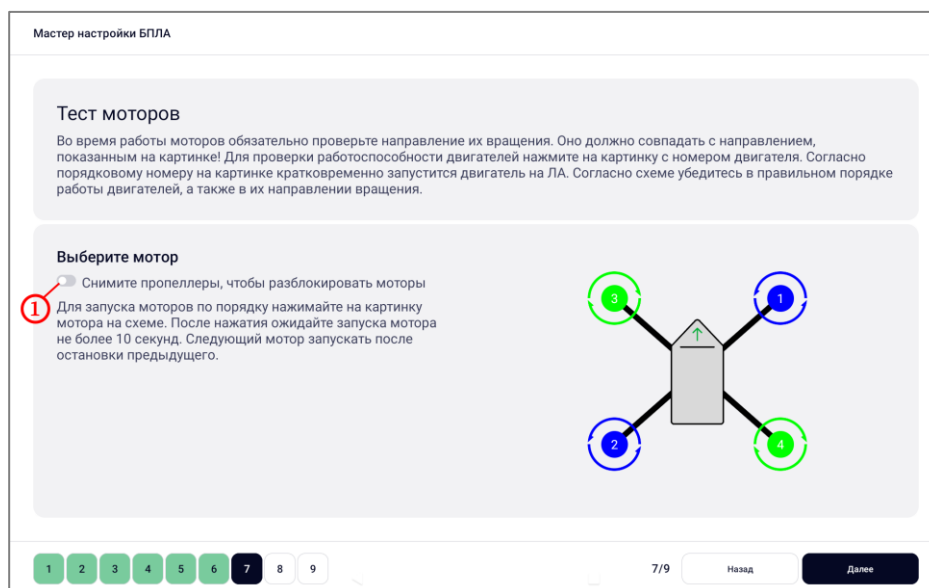 Мастер настройки БПЛА
Тест моторов
Во время работы моторов обязательно проверьте направление их вращения. Оно должно совпадать с направлением,
показанным на картинке! Для проверки работоспособности двигателей нажмите на картинку с номером двигателя. Согласно
порядковому номеру на картинке кратковременно запустится двигатель на ЛА. Согласно схеме убедитесь в правильном порядке
работы двигателей, а также в их направлении вращения.
Выберите мотор
Снимите пропеллеры, чтобы разблокировать моторы
1
Для запуска моторов по порядку нажимайте на картинку
мотора на схеме. После нажатия ожидайте запуска мотора
не более 10 секунд. Следующий мотор запускать после
остановки предыдущего.
3 1
2 4
1 2 3 4 5 6 7 8 9 7/9 Назад Далее